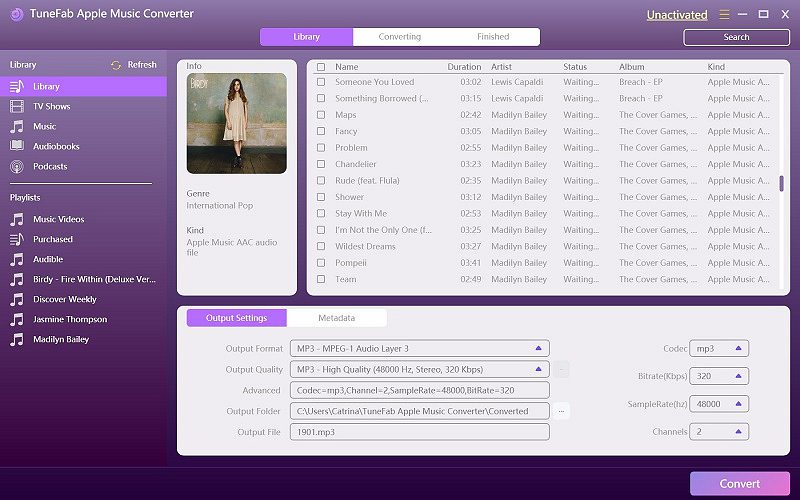 TuneFab Apple Music Converter
Unactivated
Library Converting Finished
Search
Library Refresh
Library
TV Shows
Music
Audiobooks
Podcasts
Playlists
Music Videos
Purchased
Audible
Birdy - Fire Within (Deluxe Ver...
Discover Weekly
Jasmine Thompson
Madilyn Bailey
Info
BIRDY
Genre
International Pop
Kind
Apple Music AAC audio
file
Name Duration Artist Status Album Kind
Someone You Loved 03:02 Lewis Capaldi Waiting... Breach - EP Apple Music A...
Something Borrowed (... 03:15 Lewis Capaldi Waiting... Breach - EP Apple Music A...
Maps 02:42 Madilyn Bailey Waiting... The Cover Games, ... Apple Music A...
Fancy 03:05 Madilyn Bailey Waiting... The Cover Games, ... Apple Music A...
Problem 02:55 Madilyn Bailey Waiting... The Cover Games, ... Apple Music A...
Chandelier 03:23 Madilyn Bailey Waiting... The Cover Games, ... Apple Music A...
Rude (feat. Flula) 02:35 Madilyn Bailey Waiting... The Cover Games, ... Apple Music A...
Shower 03:12 Madilyn Bailey Waiting... The Cover Games, ... Apple Music A...
Stay With Me 02:53 Madilyn Bailey Waiting... The Cover Games, ... Apple Music A...
I'm Not the Only One (f... 03:25 Madilyn Bailey Waiting... The Cover Games, ... Apple Music A...
Wildest Dreams 03:27 Madilyn Bailey Waiting... The Cover Games, ... Apple Music A...
Pompeii 03:41 Madilyn Bailey Waiting... The Cover Games, ... Apple Music A...
Team 02:49 Madilyn Bailey Waiting... The Cover Games, ... Apple Music A...
Output Settings Metadata
Output Format MP3 - MPEG-1 Audio Layer 3
Output Quality MP3 - High Quality (48000 Hz, Stereo, 320 Kbps)
Advanced Codec=mp3,Channel=2,SampleRate=48000,BitRate=320
Output Folder C:\Users\Catrina\TuneFab Apple Music Converter\Converted ...
Output File 1901.mp3
Codec mp3
Bitrate(Kbps) 320
SampleRate(hz) 48000
Channels 2
Convert